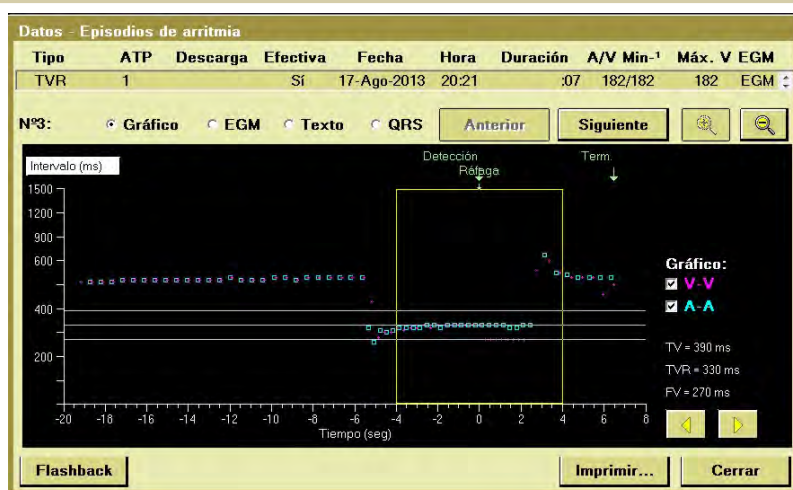 Datos - Episodios de arritmia
Tipo ATP Descarga Efectiva Fecha Hora Duración A/V Min-¹ Máx. V EGM
TVR 1 Sí 17-Ago-2013 20:21 :07 182/182 182 EGM
Nº3: Gráfico EGM Texto QRS Anterior Siguiente
Intervalo (ms)
Detección Term.
Ráfaga
1500
1200
900
600
400
200
Gráfico:
V-V
A-A
TV = 390 ms
TVR = 330 ms
FV = 270 ms
-20 -18 -16 -14 -12 -10 -8 -6 -4 -2 0 2 4 6 8
Tiempo (seg)
Flashback Imprimir... Cerrar